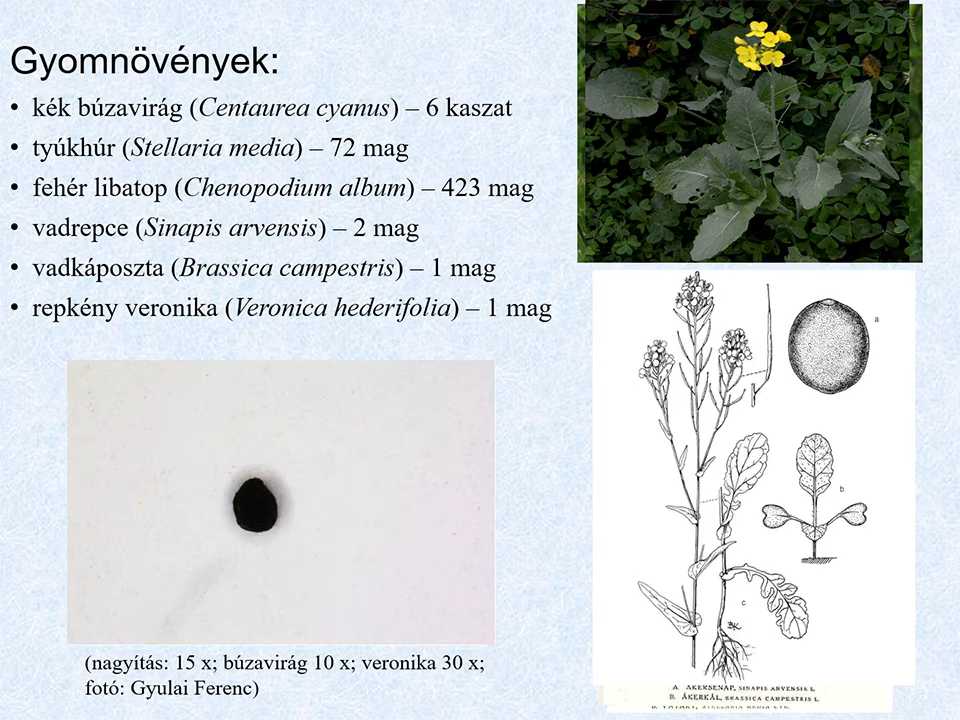 Gyomnövények:
• kék búzavirág (Centaurea cyanus) – 6 kaszat
• tyúkhúr (Stellaria media) – 72 mag
• fehér libatop (Chenopodium album) – 423 mag
• vadrepce (Sinapis arvensis) – 2 mag
• vadkáposzta (Brassica campestris) – 1 mag
• repkény veronika (Veronica hederifolia) – 1 mag
a
b
c
(nagyítás: 15 x; búzavirág 10 x; veronika 30 x;
fotó: Gyulai Ferenc)
A. ÅKERSENAP, SINAPIS ARVENSIS L
B. ÅKERKÅL, BRASSICA CAMPESTRIS L